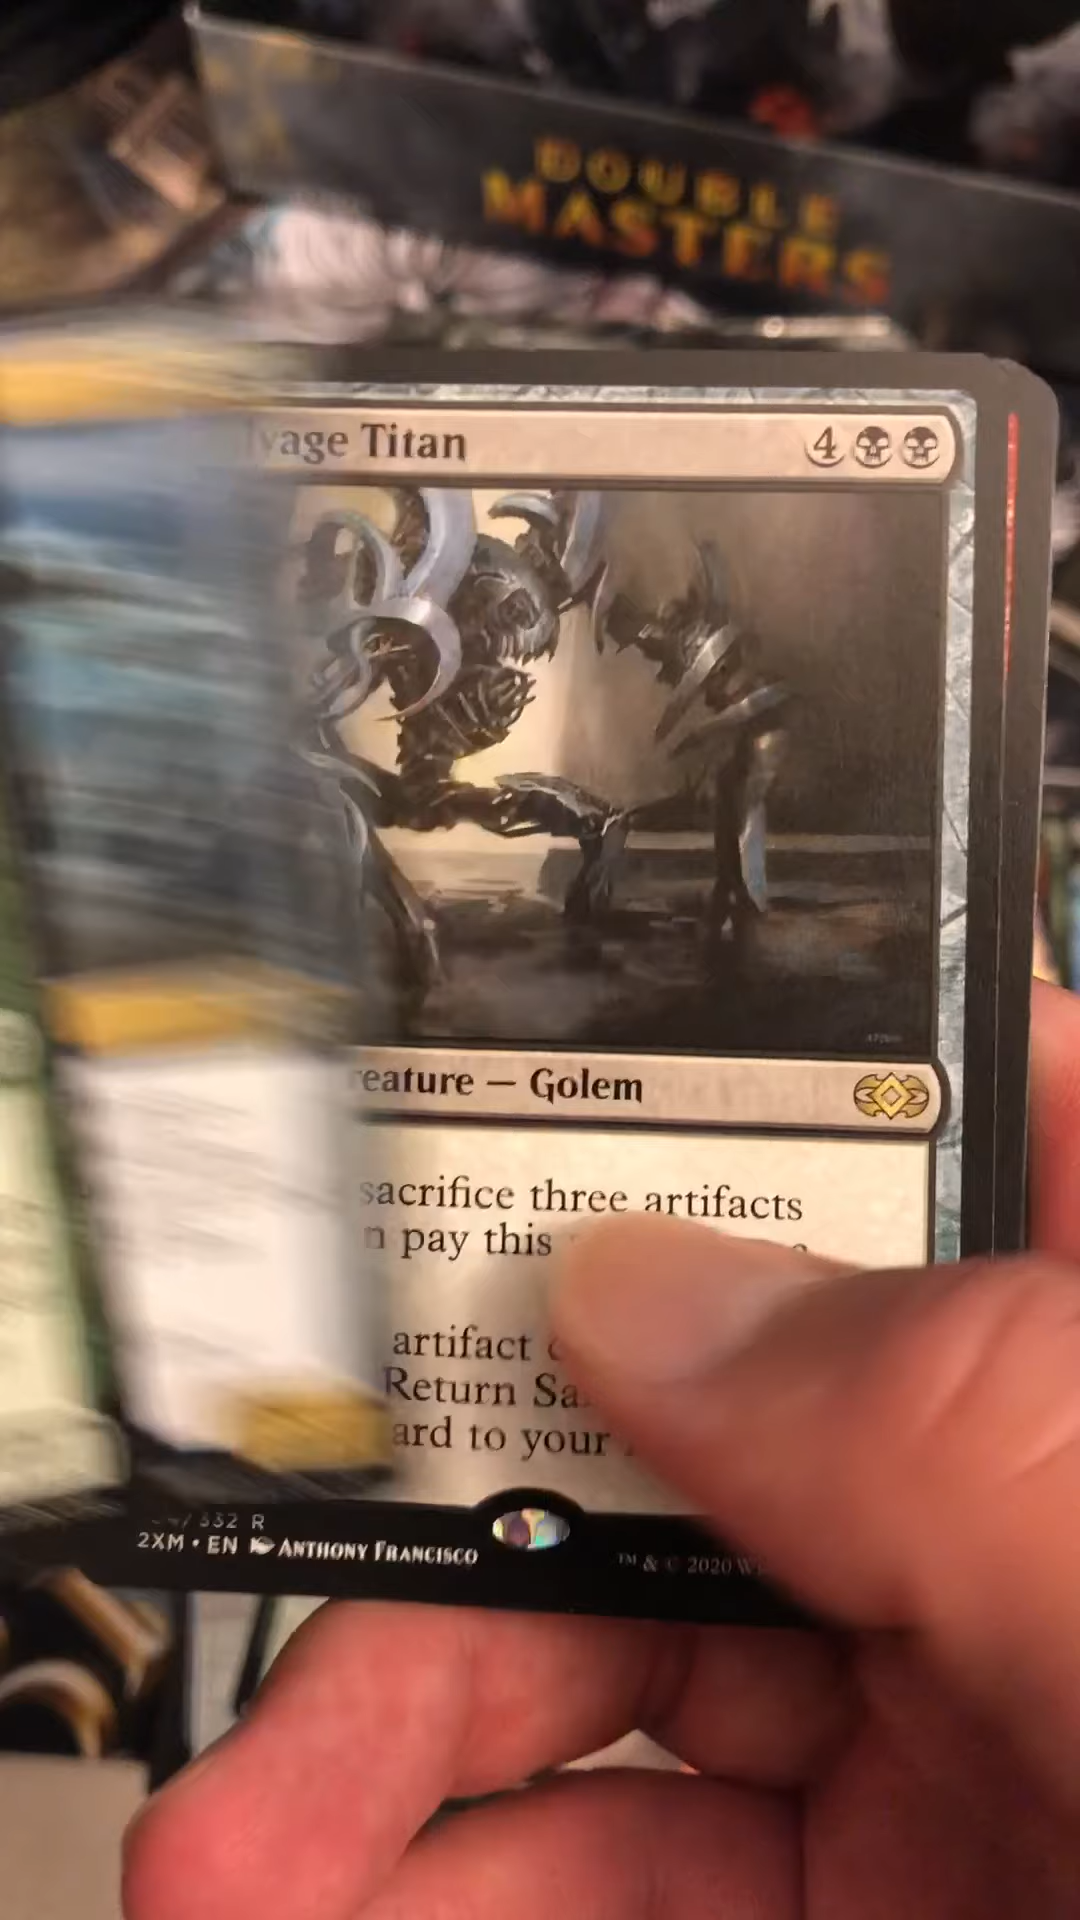 DOUBLE
MASTERS
vage Titan
4
reature — Golem
sacrifice three artifacts
n pay this
artifact
Return Sa
ard to your
/332 R
2XM • EN ANTHONY FRANCISCO
™ & © 2020 Wi